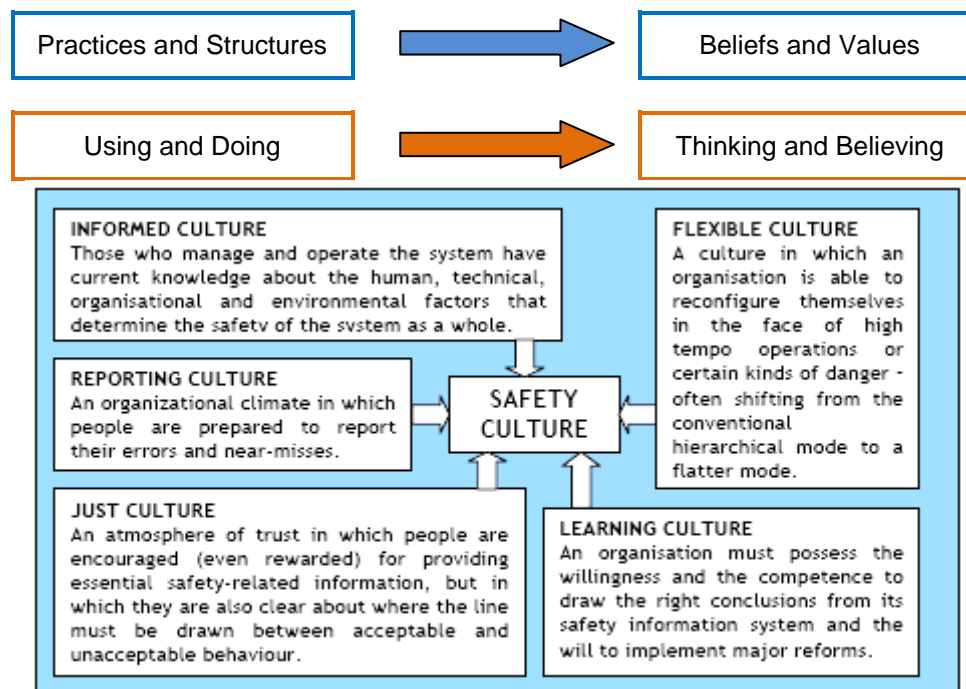 Practices and Structures
Beliefs and Values
Using and Doing
Thinking and Believing
INFORMED CULTURE
Those who manage and operate the system have
current knowledge about the human, technical,
organisational and environmental factors that
determine the safety of the system as a whole.
REPORTING CULTURE
An organizational climate in which
people are prepared to report
their errors and near-misses.
SAFETY
CULTURE
FLEXIBLE CULTURE
A culture in which an
organisation is able to
reconfigure themselves
in the face of high
tempo operations or
certain kinds of danger -
often shifting from the
conventional
hierarchical mode to a
flatter mode.
JUST CULTURE
An atmosphere of trust in which people are
encouraged (even rewarded) for providing
essential safety-related information, but in
which they are also clear about where the line
must be drawn between acceptable and
unacceptable behaviour.
LEARNING CULTURE
An organisation must possess the
willingness and the competence to
draw the right conclusions from its
safety information system and the
will to implement major reforms.